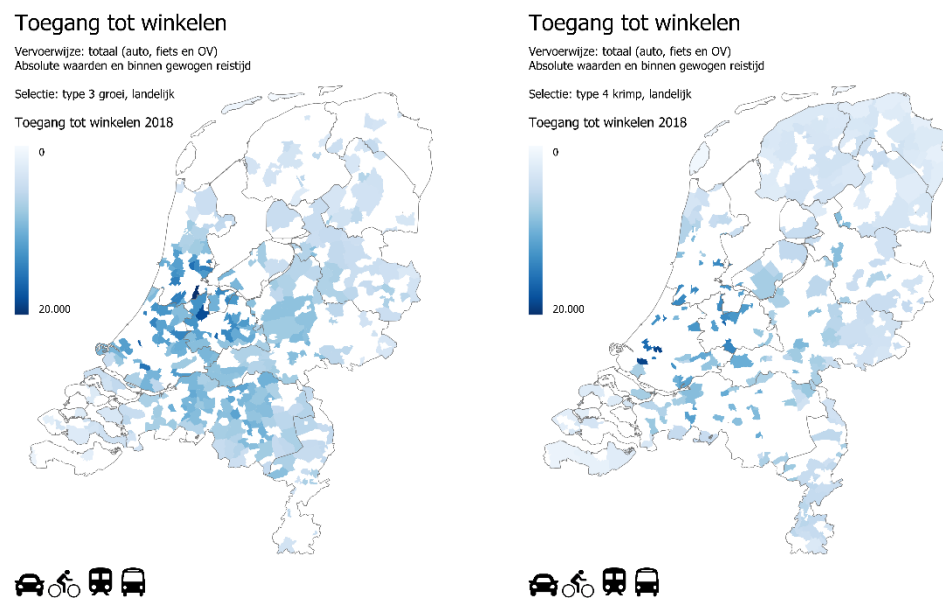 Toegang tot winkelen
Vervoerwijze: totaal (auto, fiets en OV)
Absolute waarden en binnen gewogen reistijd
Selectie: type 3 groei, landelijk
Toegang tot winkelen 2018
0
20.000
Toegang tot winkelen
Vervoerwijze: totaal (auto, fiets en OV)
Absolute waarden en binnen gewogen reistijd
Selectie: type 4 krimp, landelijk
Toegang tot winkelen 2018
0
20.000